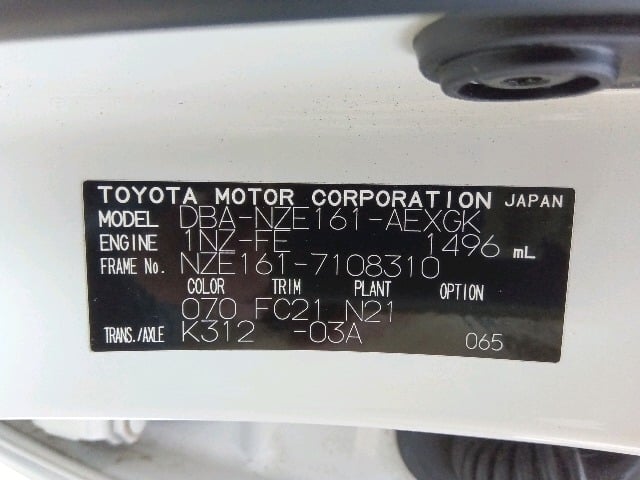 TOYOTA MOTOR CORPORATION JAPAN
MODEL DBA-NZE161-AEXGK
ENGINE 1NZ-FE 1496 mL
FRAME No. NZE161-7108310
COLOR TRIM PLANT OPTION
070 FC21 N21
TRANS./AXLE K312 -03A 065